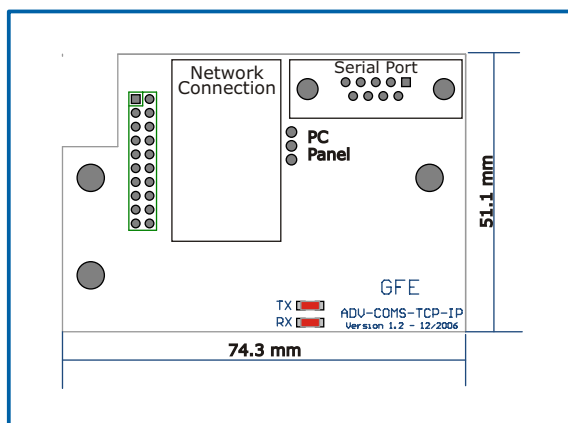 Network
Connection
Serial Port
PC
Panel
51.1 mm
GFE
TX
ADV-COMS-TCP-IP
RX
Version 1.2 - 12/2006
74.3 mm